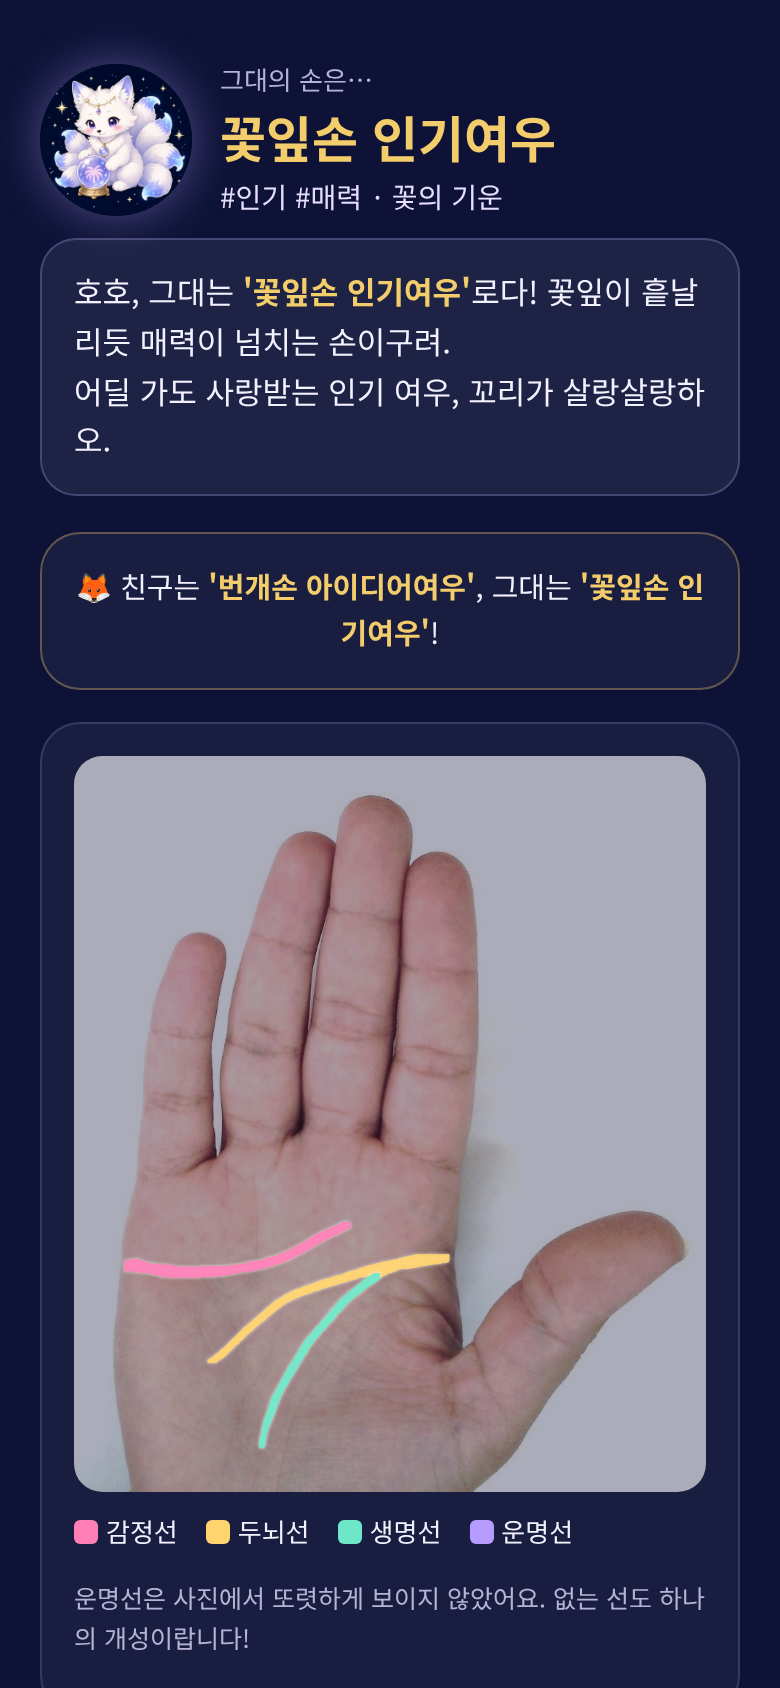 그대의 손은…
꽃잎손 인기여우
#인기 #매력 · 꽃의 기운
호호, 그대는 '꽃잎손 인기여우'로다! 꽃잎이 흩날
리듯 매력이 넘치는 손이구려.
어딜 가도 사랑받는 인기 여우, 꼬리가 살랑살랑하
오.
🦊 친구는 '번개손 아이디어여우', 그대는 '꽃잎손 인
기여우'!
감정선 두뇌선 생명선 운명선
운명선은 사진에서 또렷하게 보이지 않았어요. 없는 선도 하나
의 개성이랍니다!